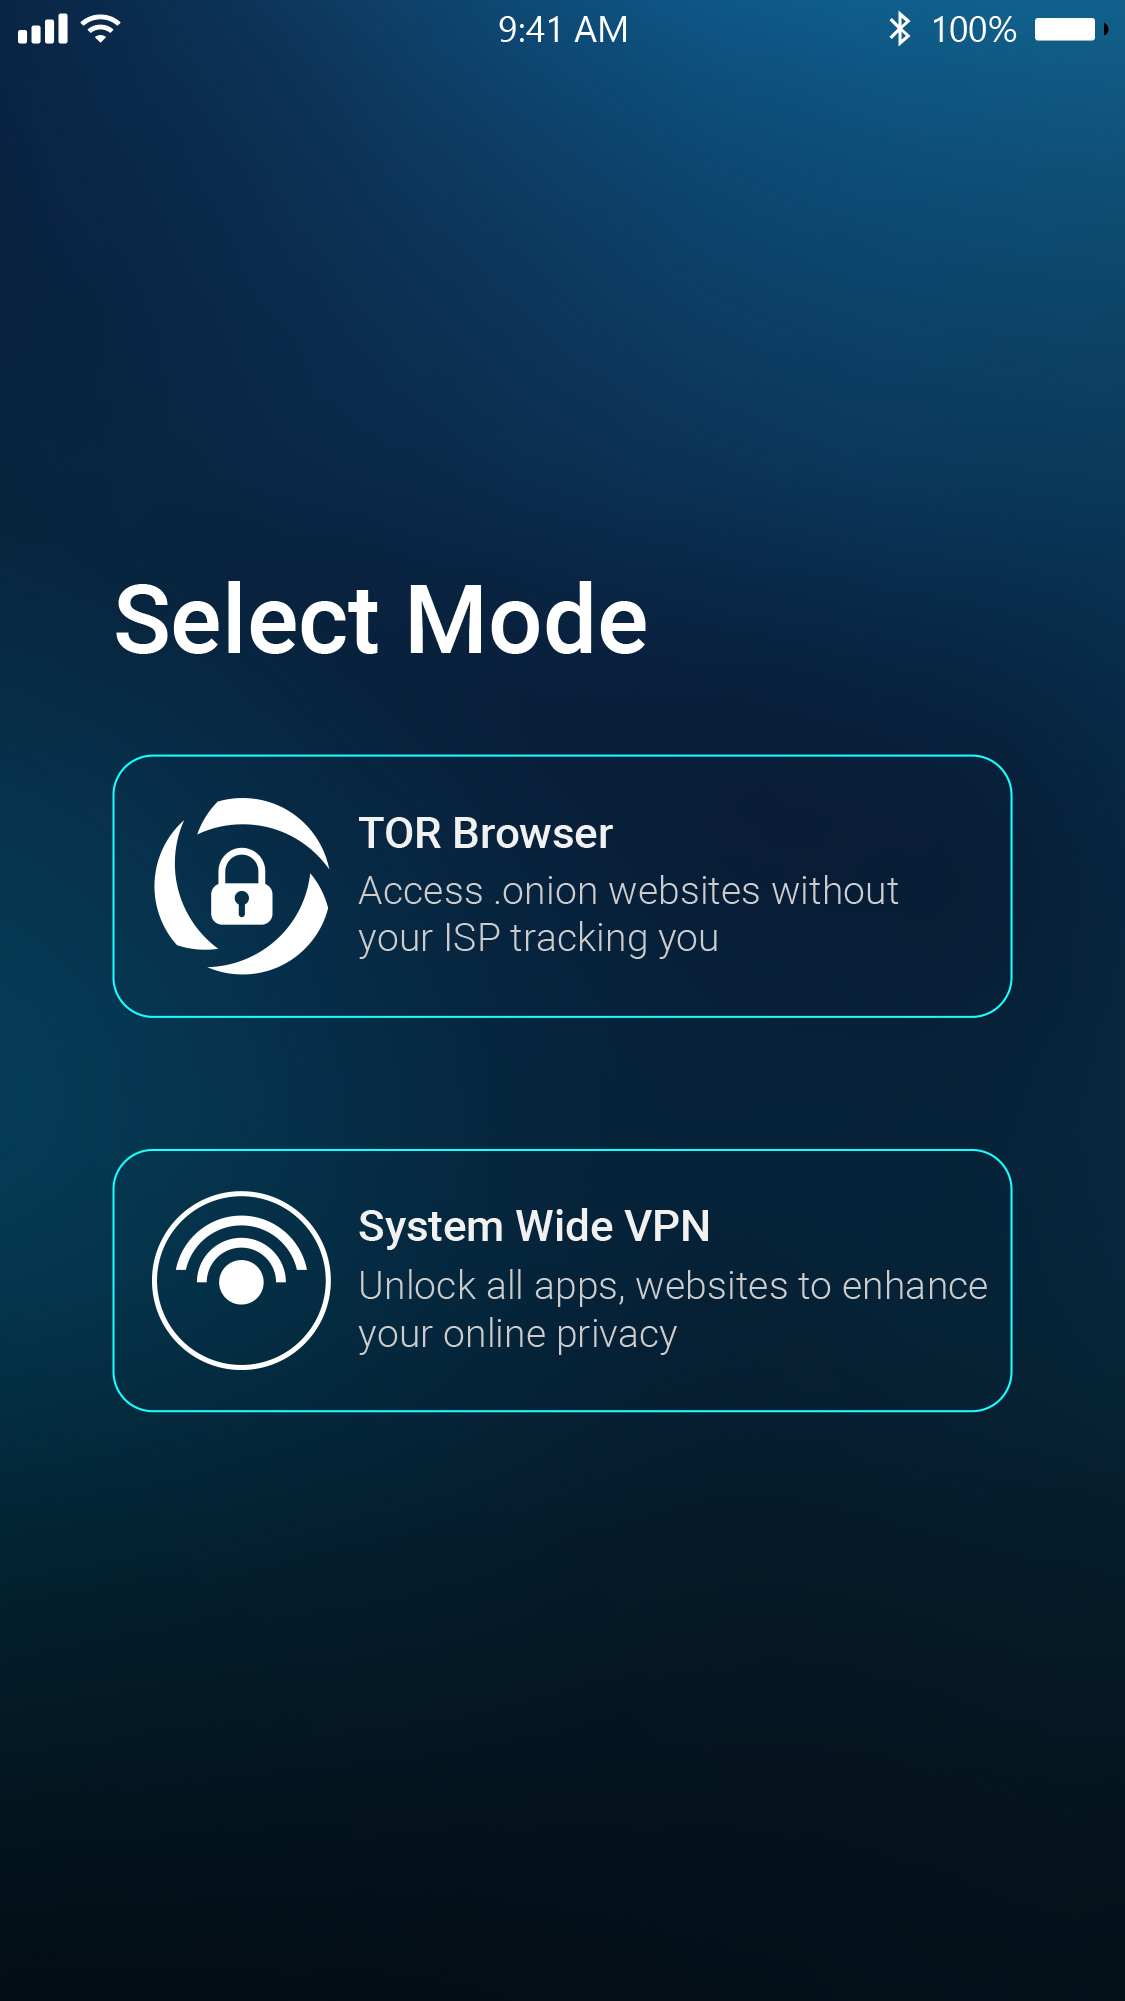 9:41 AM
100%
Select Mode
TOR Browser
Access .onion websites without
your ISP tracking you
System Wide VPN
Unlock all apps, websites to enhance
your online privacy